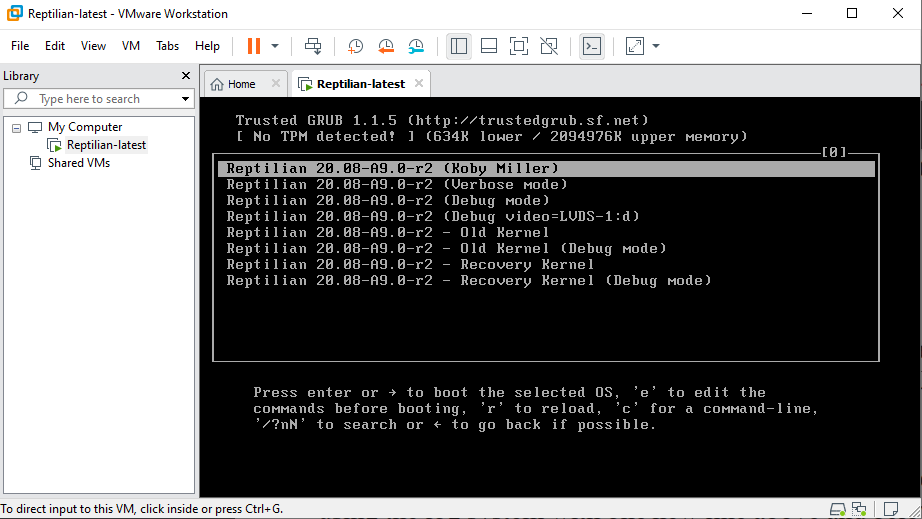 Reptilian-latest - VMware Workstation
File Edit View VM Tabs Help
Library
Type here to search
My Computer
Reptilian-latest
Shared VMs
Home
Reptilian-latest
Trusted GRUB 1.1.5 (http://trustedgrub.sf.net)
[ No TPM detected! ] (634K lower / 2094976K upper memory)
[0]
Reptilian 20.08-A9.0-r2 (Koby Miller)
Reptilian 20.08-A9.0-r2 (Verbose mode)
Reptilian 20.08-A9.0-r2 (Debug mode)
Reptilian 20.08-A9.0-r2 (Debug video=LVDS-1:d)
Reptilian 20.08-A9.0-r2 - Old Kernel
Reptilian 20.08-A9.0-r2 - Old Kernel (Debug mode)
Reptilian 20.08-A9.0-r2 - Recovery Kernel
Reptilian 20.08-A9.0-r2 - Recovery Kernel (Debug mode)
Press enter or → to boot the selected OS, 'e' to edit the
commands before booting, 'r' to reload, 'c' for a command-line,
'/?nN' to search or ← to go back if possible.
To direct input to this VM, click inside or press Ctrl+G.